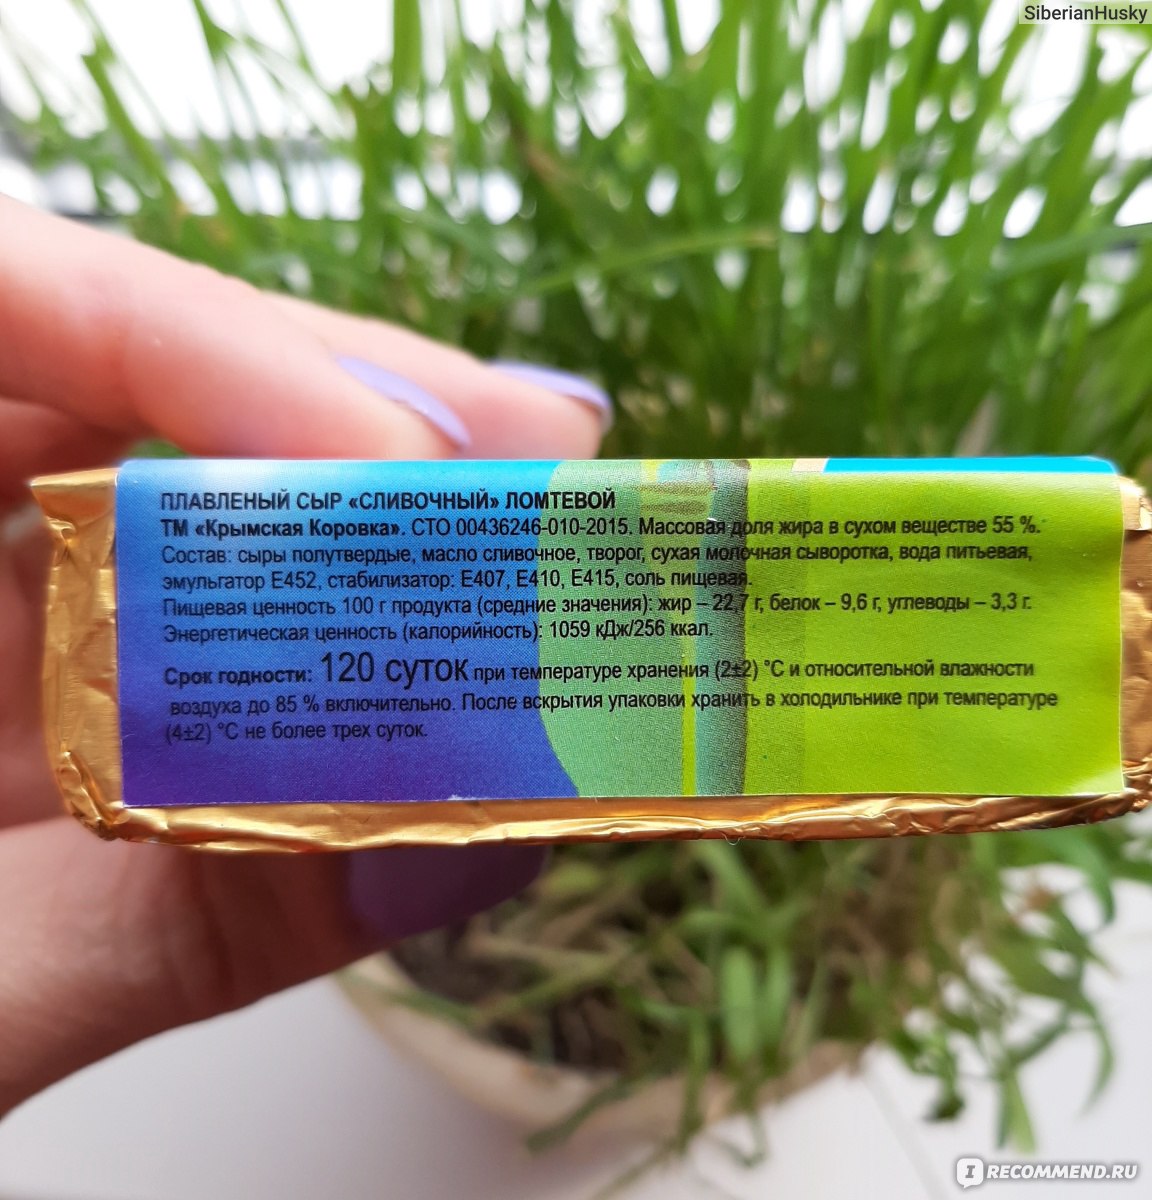 SiberianHusky
ПЛАВЛЕНЫЙ СЫР «СЛИВОЧНЫЙ» ЛОМТЕВОЙ
ТМ «Крымская Коровка». СТО 00436246-010-2015. Массовая доля жира в сухом веществе 55 %.
Состав: сыры полутвердые, масло сливочное, творог, сухая молочная сыворотка, вода питьевая,
эмульгатор Е452, стабилизатор: Е407, Е410, Е415, соль пищевая.
Пищевая ценность 100 г продукта (средние значения): жир – 22,7 г, белок – 9,6 г, углеводы – 3,3 г.
Энергетическая ценность (калорийность): 1059 кДж/256 ккал.
Срок годности: 120 суток при температуре хранения (2±2) °С и относительной влажности
воздуха до 85 % включительно. После вскрытия упаковки хранить в холодильнике при температуре
(4±2) °С не более трех суток.
IRECOMMEND.RU